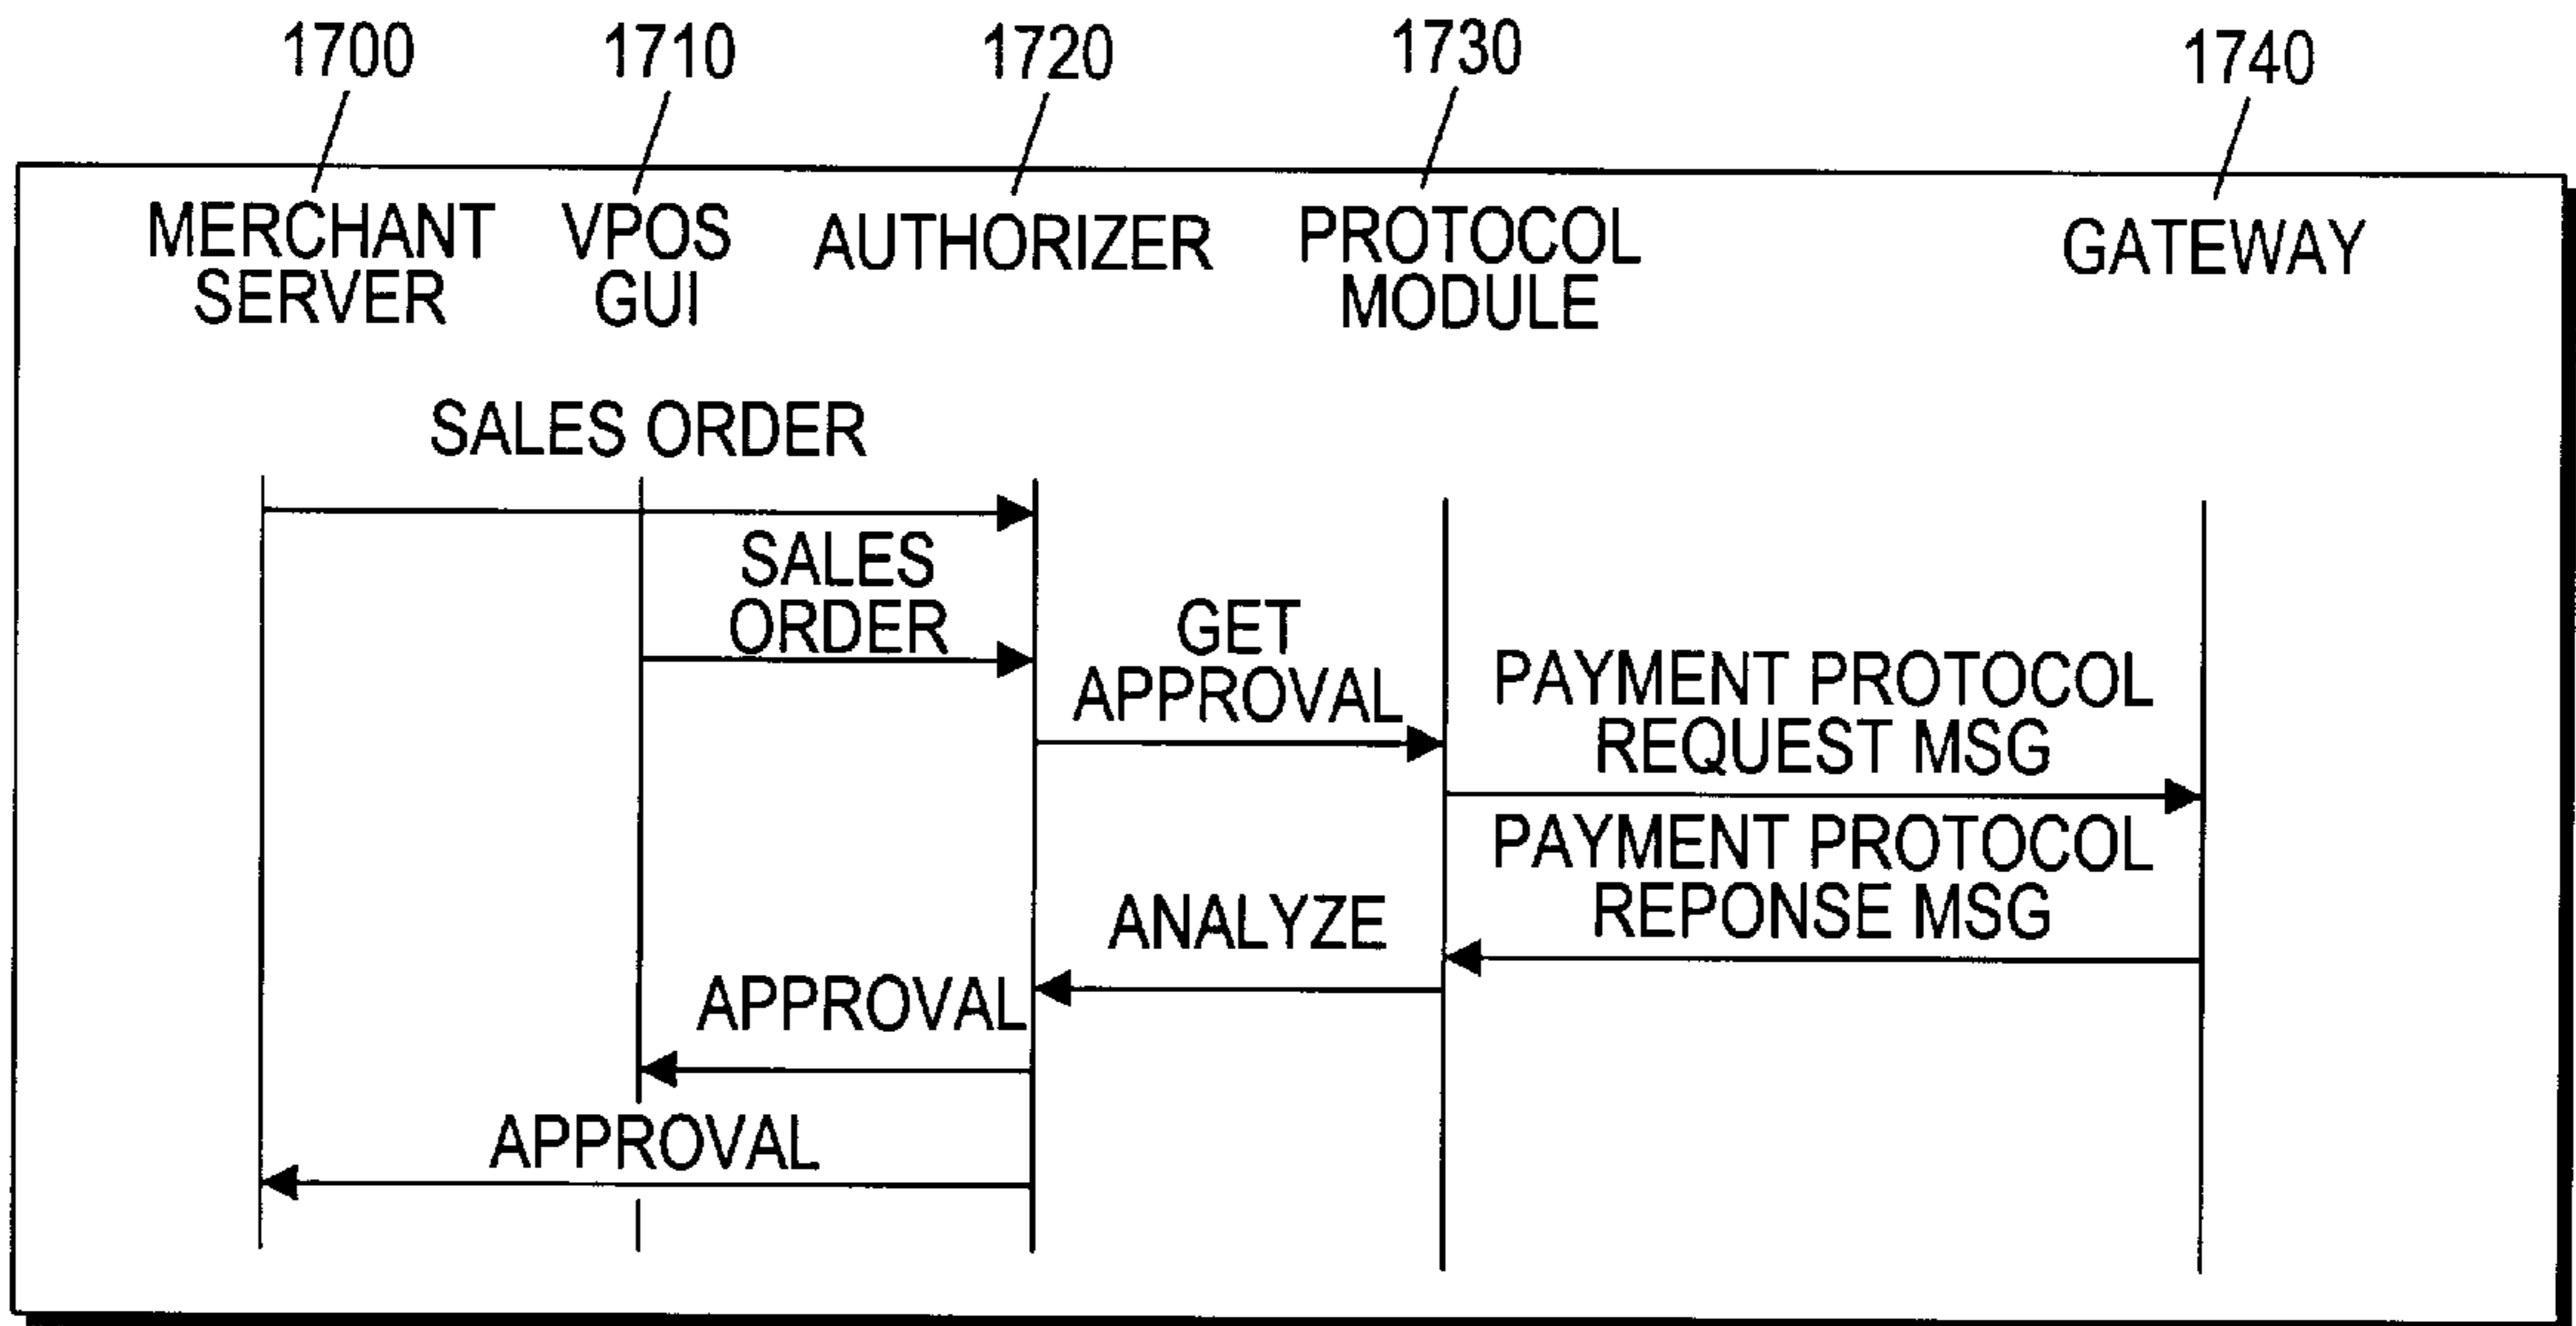 1700
1710
1720
1730
1740
MERCHANT
SERVER
VPOS
GUI
AUTHORIZER
PROTOCOL
MODULE
GATEWAY
SALES ORDER
SALES
ORDER
GET
APPROVAL
PAYMENT PROTOCOL
REQUEST MSG
PAYMENT PROTOCOL
REPONSE MSG
ANALYZE
APPROVAL
APPROVAL